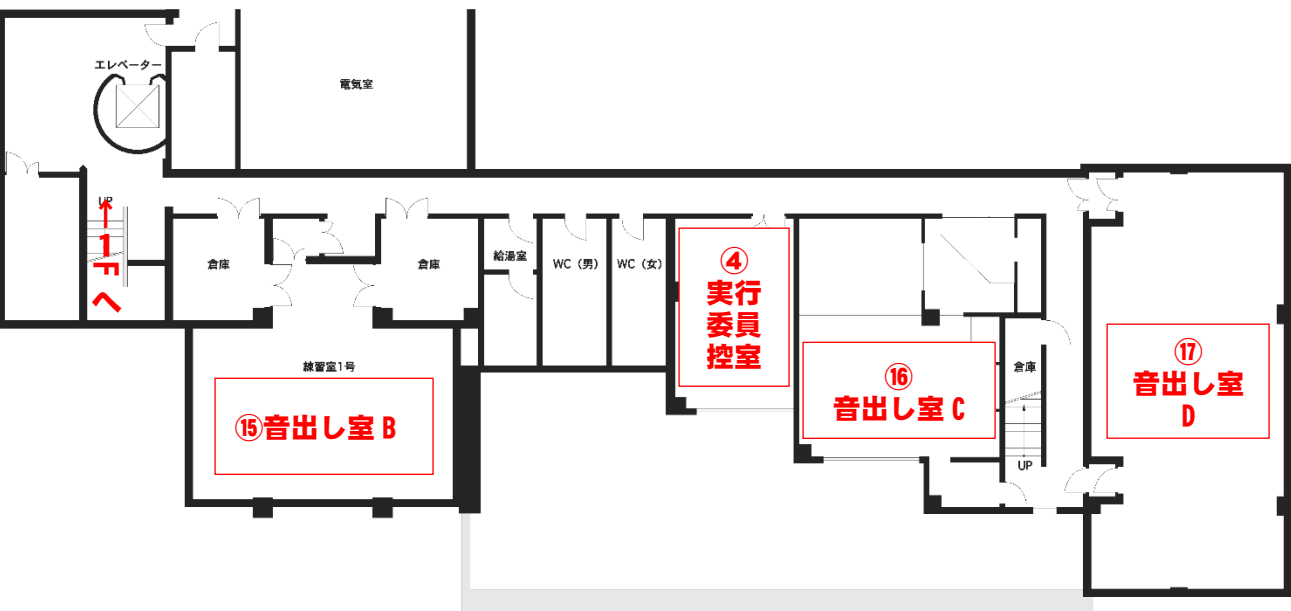 エレベーター
電気室
UP
←1Fへ
倉庫
倉庫
給湯室
WC（男）
WC（女）
④
実行
委員
控室
練習室1号
⑮音出し室 B
⑯
音出し室 C
倉庫
UP
⑰
音出し室
D